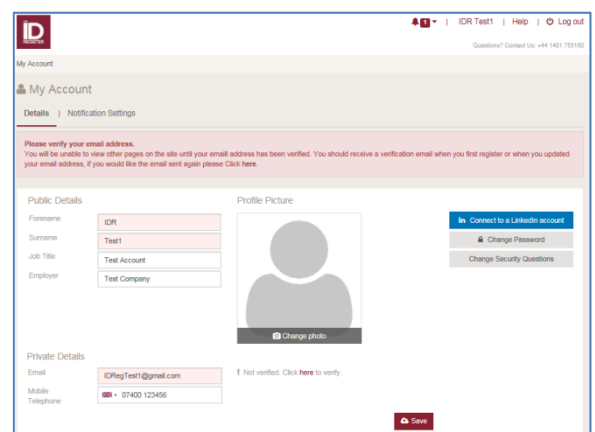 iD
REGISTER
1 | IDR Test1 | Help | Log out
Questions? Contact Us: +44 1481 755160
My Account
My Account
Details | Notification Settings
Please verify your email address.
You will be unable to view other pages on the site until your email address has been verified. You should receive a verification email when you first register or when you updated
your email address, if you would like the email sent again please Click here.
Public Details
Profile Picture
Forename
IDR
Surname
Test1
Job Title
Test Account
Employer
Test Company
in Connect to a LinkedIn account
Change Password
Change Security Questions
Change photo
Private Details
Email
IDRegTest1@gmail.com
! Not verified. Click here to verify.
Mobile
Telephone
07400 123456
Save